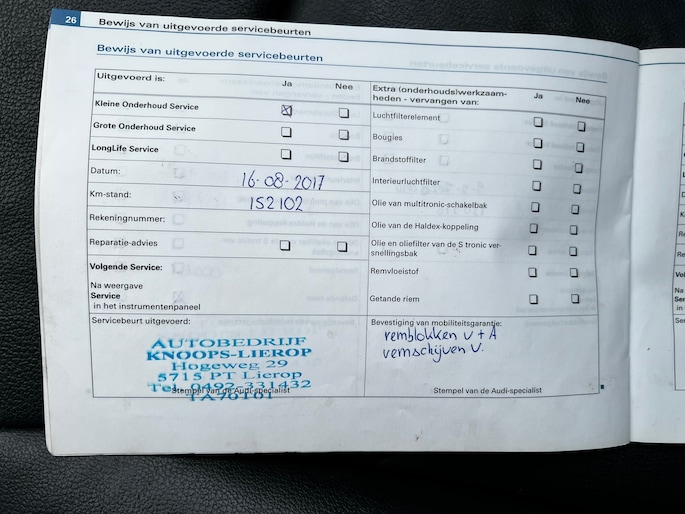 26 Bewijs van uitgevoerde servicebeurten
Bewijs van uitgevoerde servicebeurten
Uitgevoerd is: Ja Nee
Kleine Onderhoud Service
Grote Onderhoud Service
LongLife Service
Datum: 16-08-2017
Km-stand: 152102
Rekeningnummer:
Reparatie-advies
Volgende Service:
Na weergave
Service
in het instrumentenpaneel
Servicebeurt uitgevoerd:
AUTOBEDRIJF
KNOOPS-LIEROP
Hogeweg 29
5715 PT Lierop
Tel. 0492-331432
Stempel van de Audi-specialist
Extra (onderhouds)werkzaam-
heden - vervangen van: Ja Nee
Luchtfilterelement
Bougies
Brandstoffilter
Interieurluchtfilter
Olie van multitronic-schakelbak
Olie van de Haldex-koppeling
Olie en oliefilter van de S tronic ver-
snellingsbak
Remvloeistof
Getande riem
Bevestiging van mobiliteitsgarantie:
remblokken V + A
Stempel van de Audi-specialist